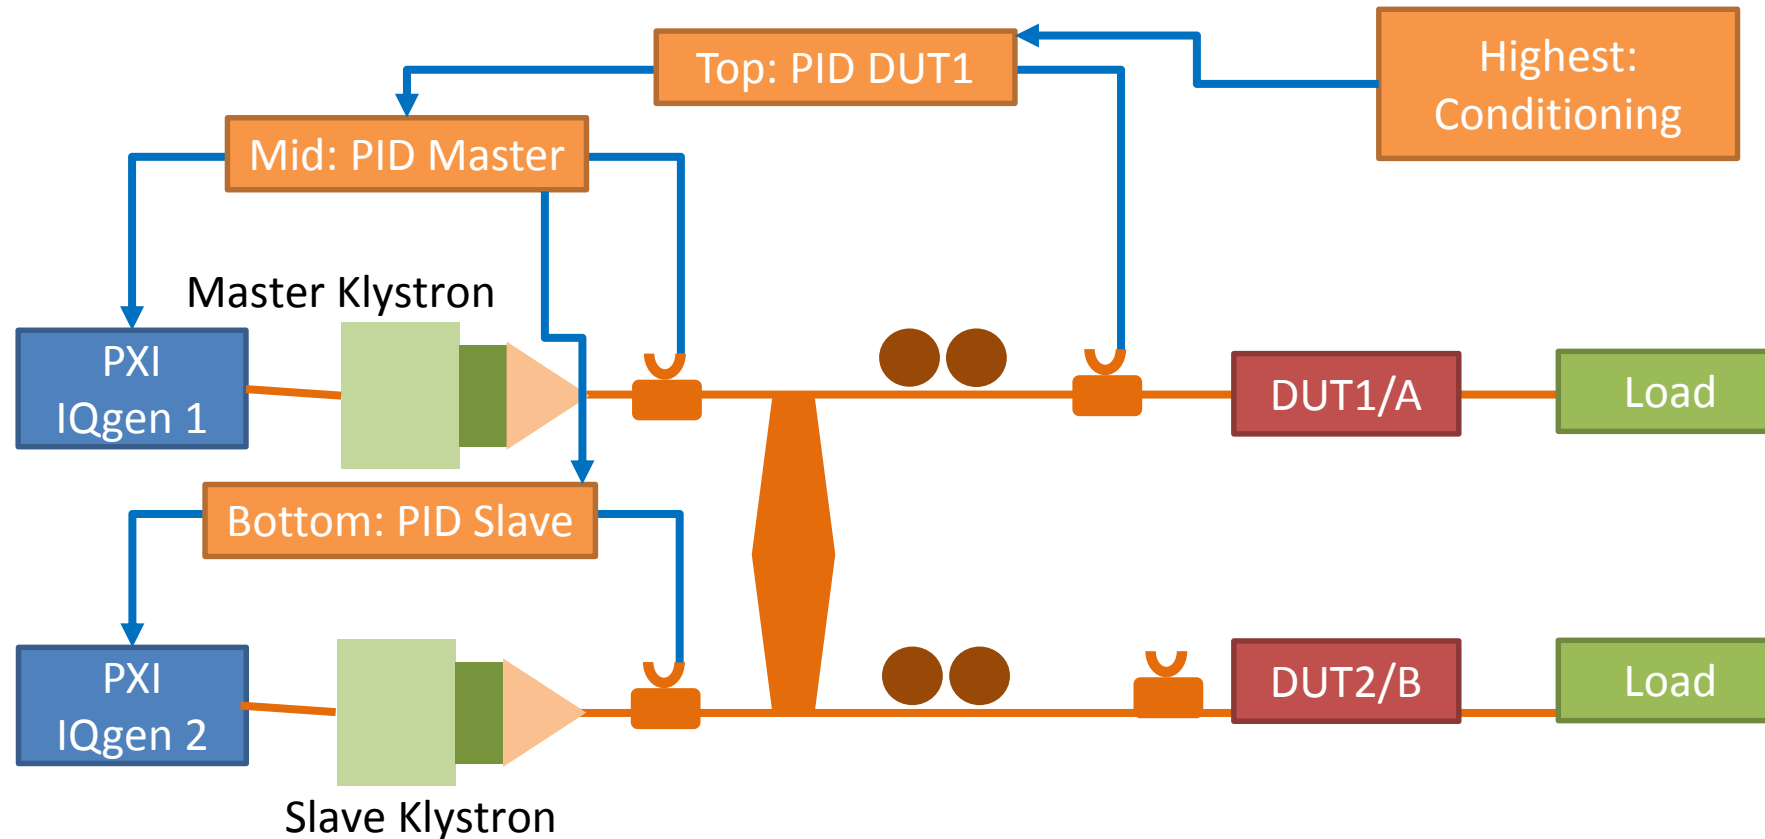 Highest:
Conditioning
Top: PID DUT1
Mid: PID Master
Master Klystron
PXI
IQgen 1
DUT1/A
Load
Bottom: PID Slave
PXI
IQgen 2
DUT2/B
Load
Slave Klystron